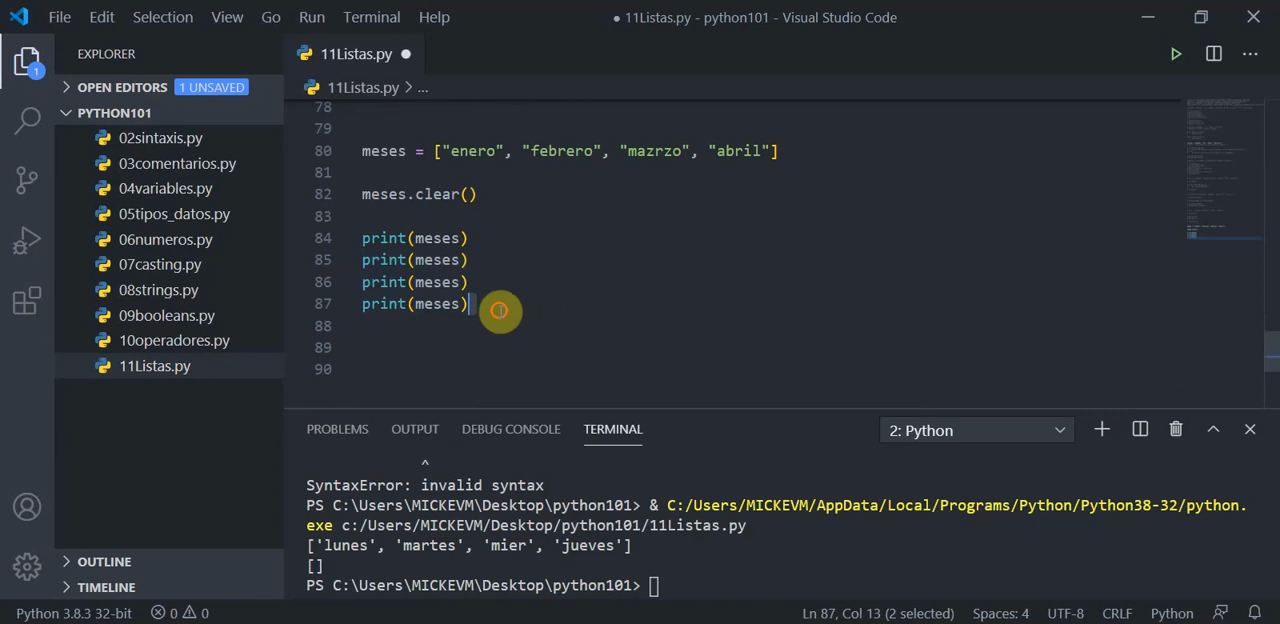 File Edit Selection View Go Run Terminal Help ● 11Listas.py - python101 - Visual Studio Code
EXPLORER
1
OPEN EDITORS 1 UNSAVED
PYTHON101
02sintaxis.py
03comentarios.py
04variables.py
05tipos_datos.py
06numeros.py
07casting.py
08strings.py
09booleans.py
10operadores.py
11Listas.py
OUTLINE
TIMELINE
11Listas.py ●
11Listas.py > ...
78
79
80 meses = ["enero", "febrero", "mazrzo", "abril"]
81
82 meses.clear()
83
84 print(meses)
85 print(meses)
86 print(meses)
87 print(meses)
88
89
90
PROBLEMS OUTPUT DEBUG CONSOLE TERMINAL 2: Python
^
SyntaxError: invalid syntax
PS C:\Users\MICKEVM\Desktop\python101> & C:/Users/MICKEVM/AppData/Local/Programs/Python/Python38-32/python.
exe c:/Users/MICKEVM/Desktop/python101/11Listas.py
['lunes', 'martes', 'mier', 'jueves']
[]
PS C:\Users\MICKEVM\Desktop\python101>
Python 3.8.3 32-bit 0 0 Ln 87, Col 13 (2 selected) Spaces: 4 UTF-8 CRLF Python